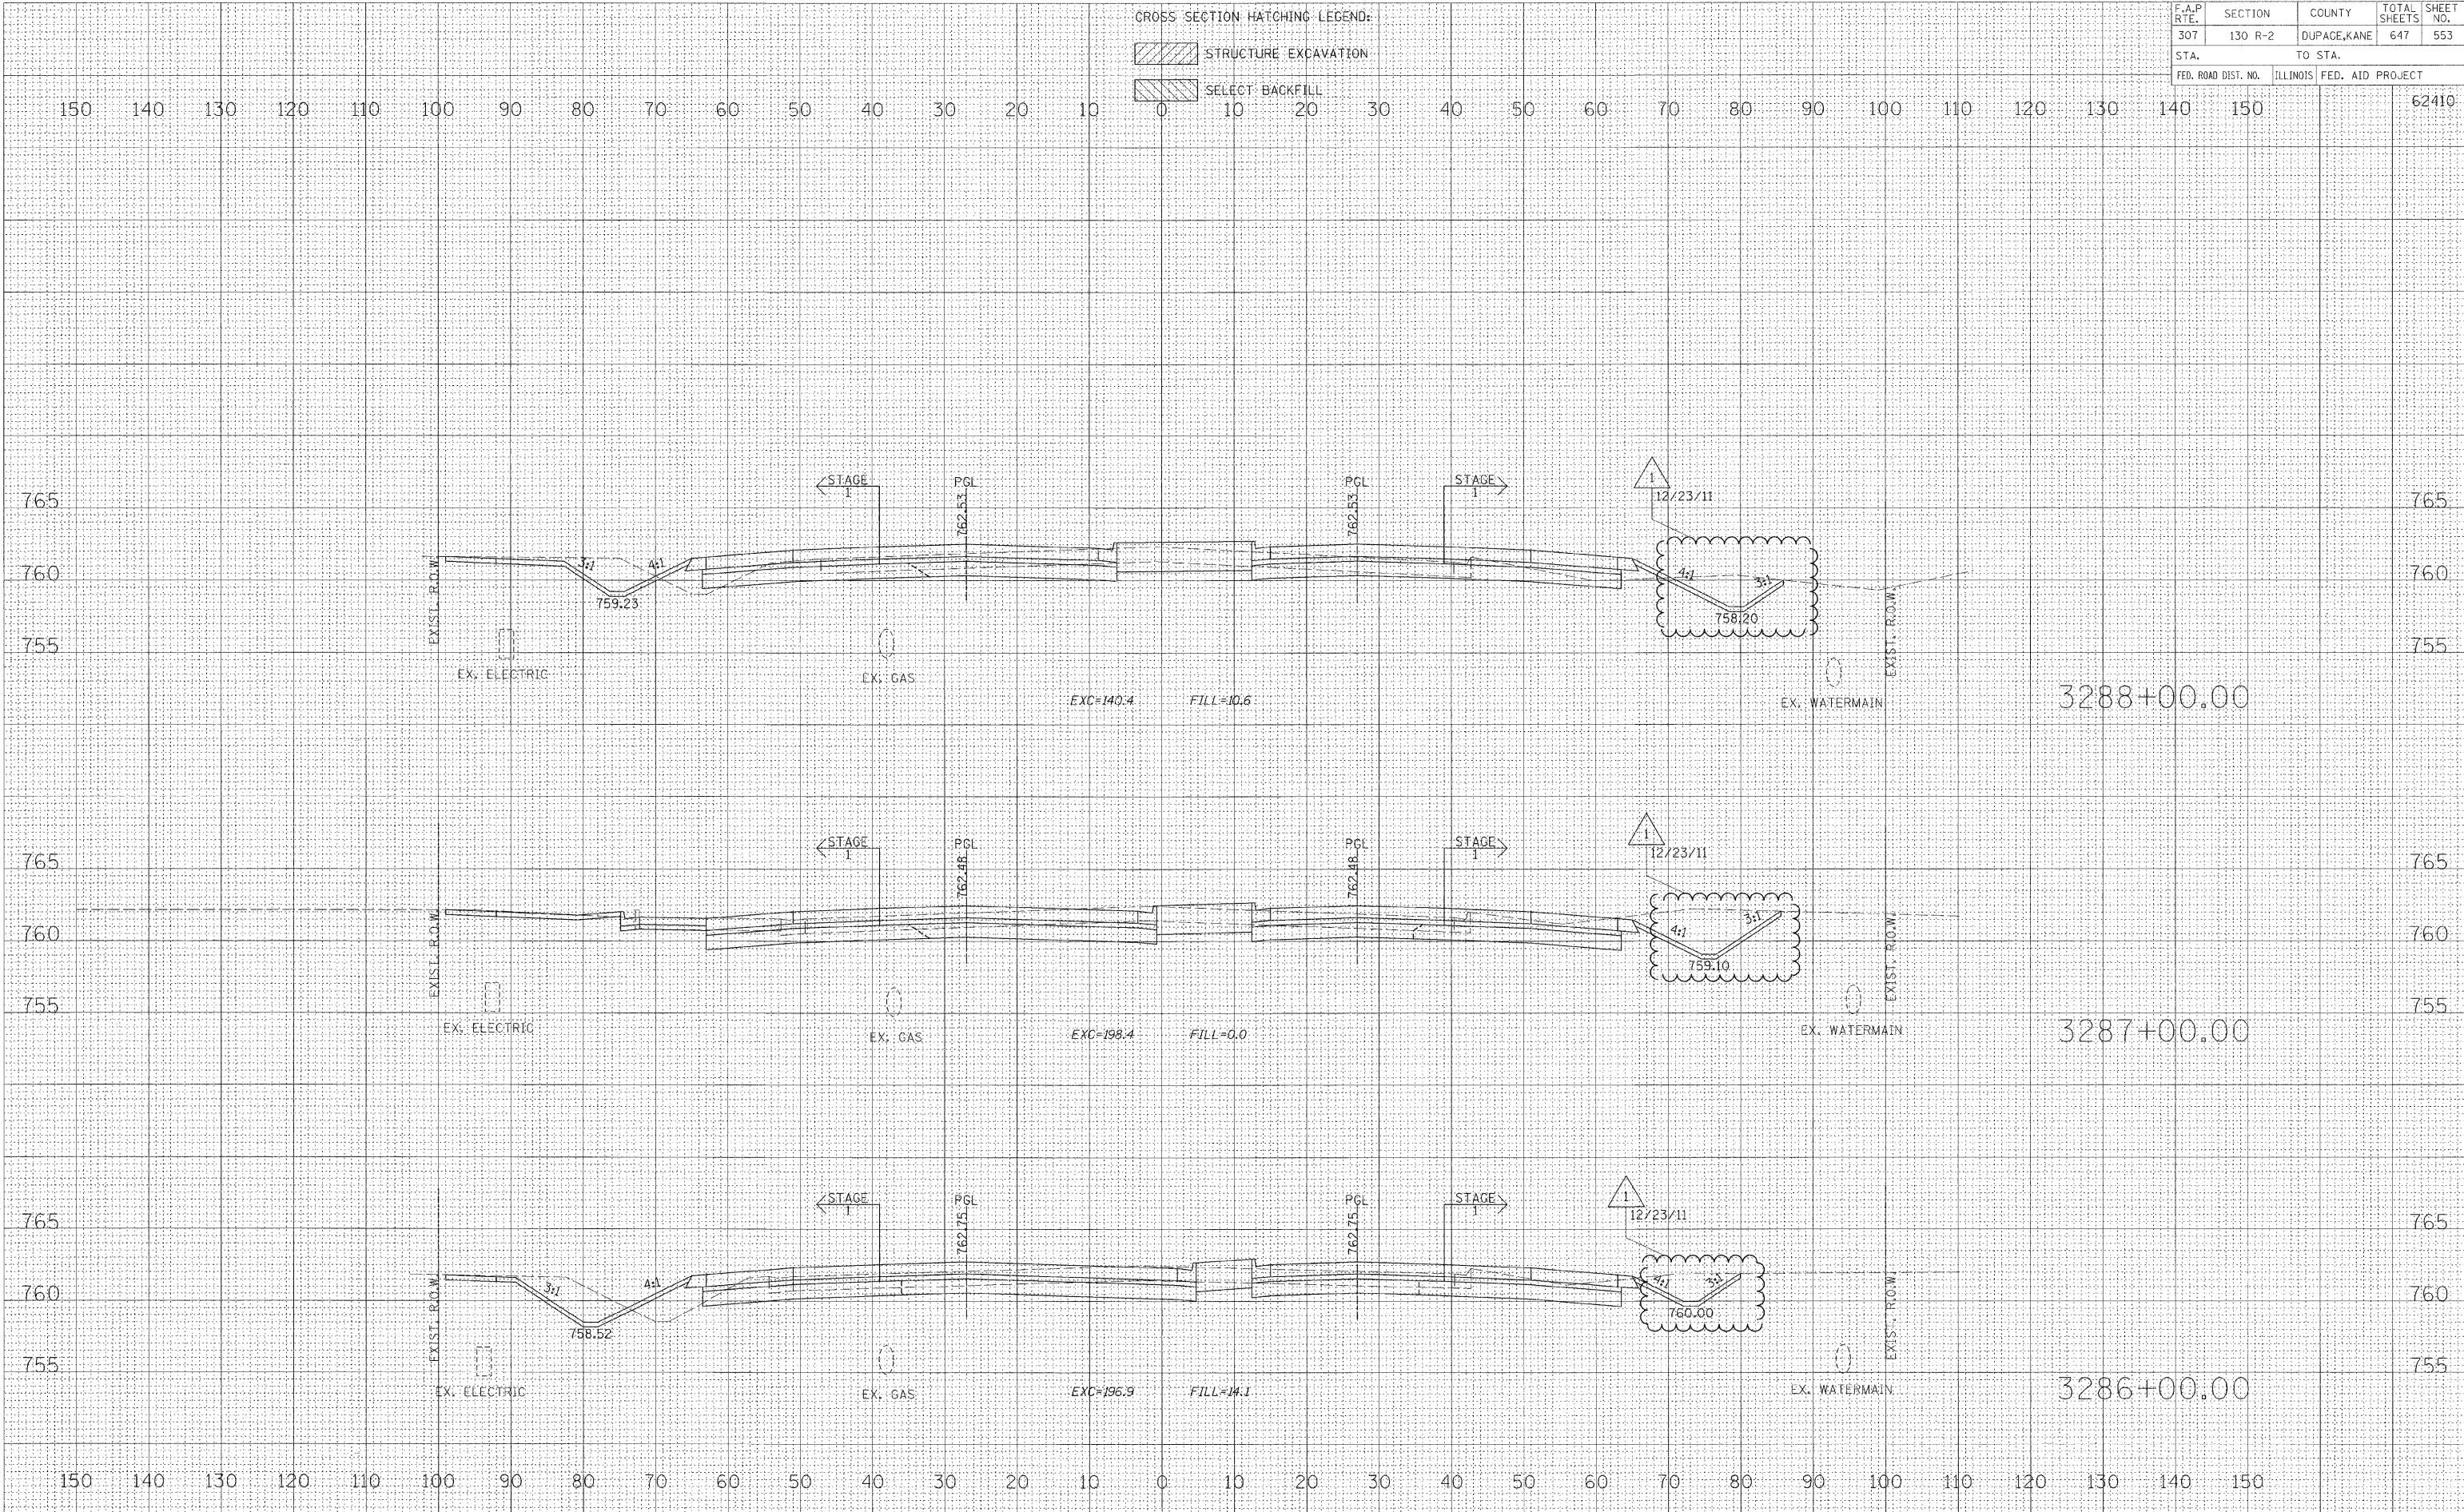 CROSS SECTION HATCHING LEGEND:
STRUCTURE EXCAVATION
SELECT BACKFILL
F.A.P RTE. SECTION COUNTY TOTAL SHEETS SHEET NO.
307 130 R-2 DUPAGE,KANE 647 553
STA. TO STA.
FED. ROAD DIST. NO. ILLINOIS FED. AID PROJECT
62410
150 140 130 120 110 100 90 80 70 60 50 40 30 20 10 0 10 20 30 40 50 60 70 80 90 100 110 120 130 140 150
STAGE 1 PGL PGL STAGE 1 1
12/23/11
765 762.53 762.53 765
760 3:1 4:1 4:1 3:1 760
759.23 758.20
EXIST. R.O.W. EXIST. R.O.W.
755 755
EX. ELECTRIC EX. GAS EX. WATERMAIN
EXC=140.4 FILL=10.6
3288+00.00
STAGE 1 PGL PGL STAGE 1 1
12/23/11
765 762.48 762.48 765
760 4:1 3:1 760
759.10
EXIST. R.O.W. EXIST. R.O.W.
755 755
EX. ELECTRIC EX. GAS EX. WATERMAIN
EXC=198.4 FILL=0.0
3287+00.00
STAGE 1 PGL PGL STAGE 1 1
12/23/11
765 762.75 762.75 765
760 3:1 4:1 4:1 3:1 760
758.52 760.00
EXIST. R.O.W. EXIST. R.O.W.
755 755
EX. ELECTRIC EX. GAS EX. WATERMAIN
EXC=196.9 FILL=14.1
3286+00.00
150 140 130 120 110 100 90 80 70 60 50 40 30 20 10 0 10 20 30 40 50 60 70 80 90 100 110 120 130 140 150